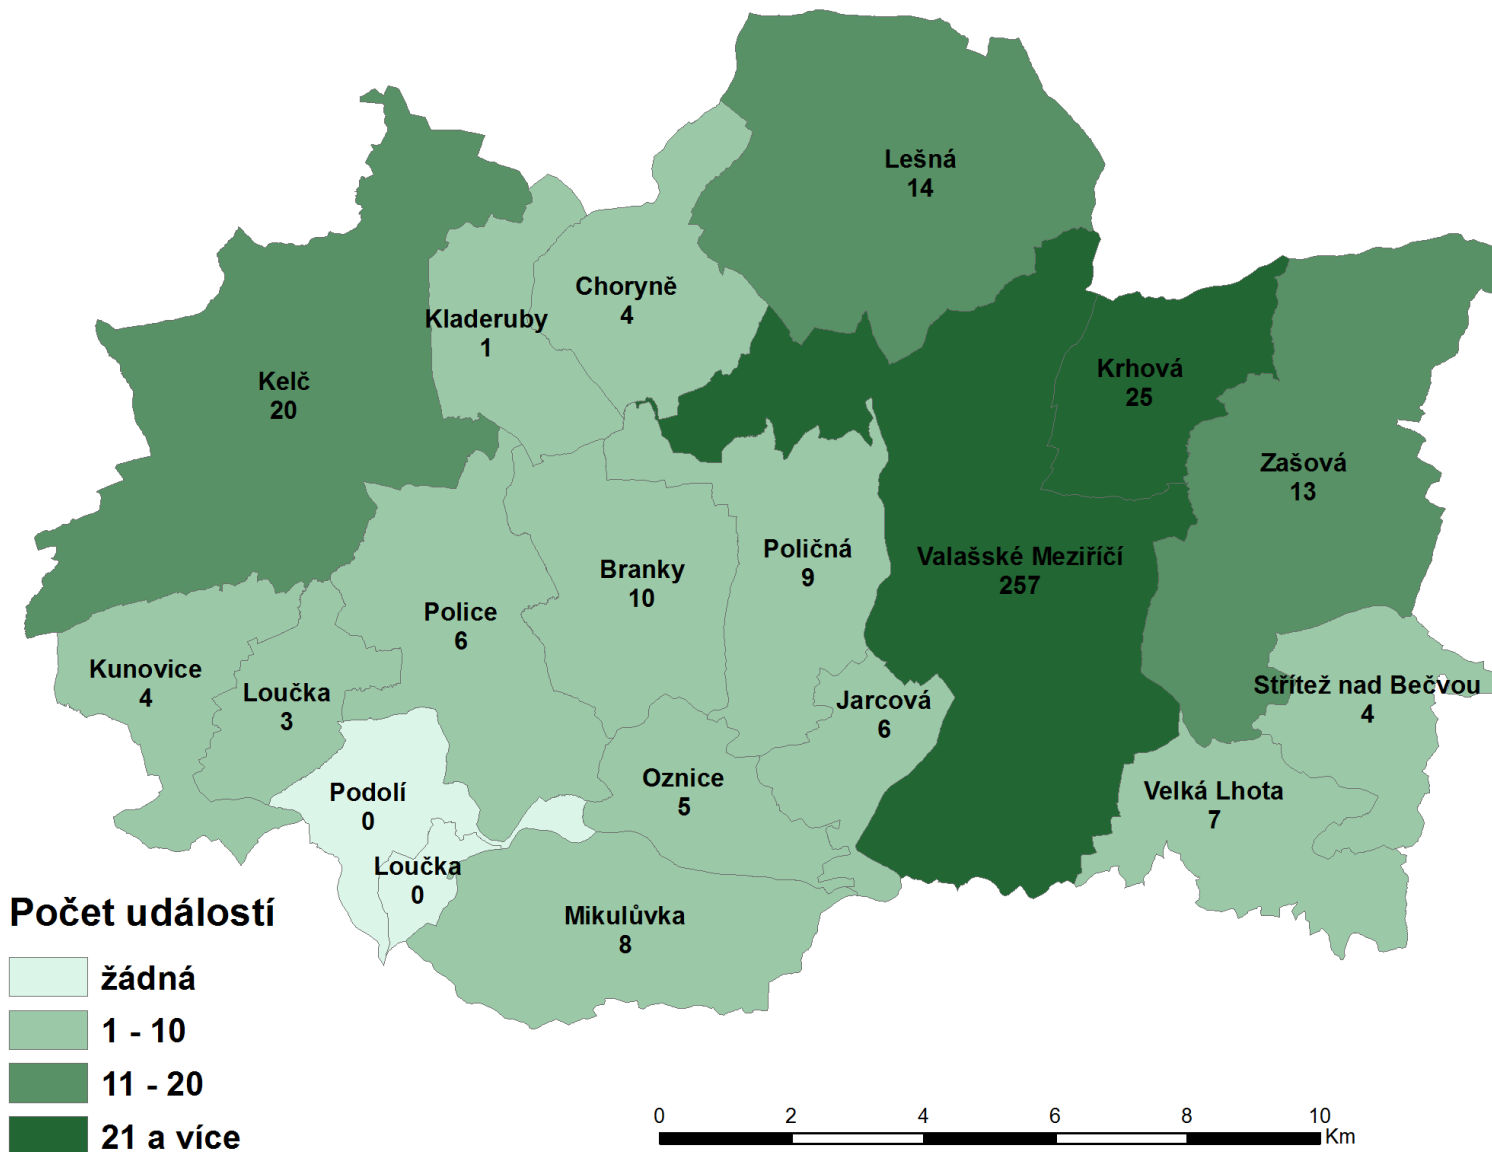 Lešná
14
Choryně
4
Kladeruby
1
Kelč
20
Krhová
25
Zašová
13
Valašské Meziříčí
257
Poličná
9
Branky
10
Police
6
Kunovice
4
Loučka
3
Jarcová
6
Střítež nad Bečvou
4
Oznice
5
Podolí
0
Velká Lhota
7
Loučka
0
Mikulůvka
8
Počet událostí
žádná
1 - 10
11 - 20
21 a více
0 2 4 6 8 10
Km